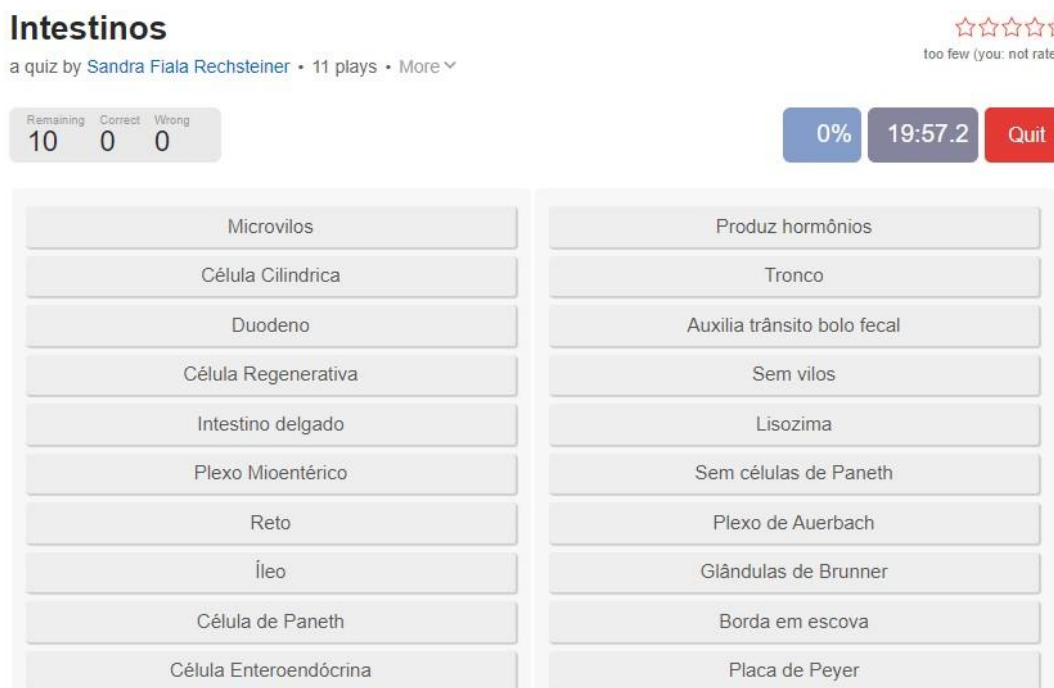 Intestinos
a quiz by Sandra Fiala Rechsteiner • 11 plays • More
too few (you: not rate
Remaining Correct Wrong
10 0 0
0% 19:57.2 Quit
Microvilos Produz hormônios
Célula Cilindrica Tronco
Duodeno Auxilia trânsito bolo fecal
Célula Regenerativa Sem vilos
Intestino delgado Lisozima
Plexo Mioentérico Sem células de Paneth
Reto Plexo de Auerbach
Íleo Glândulas de Brunner
Célula de Paneth Borda em escova
Célula Enteroendócrina Placa de Peyer